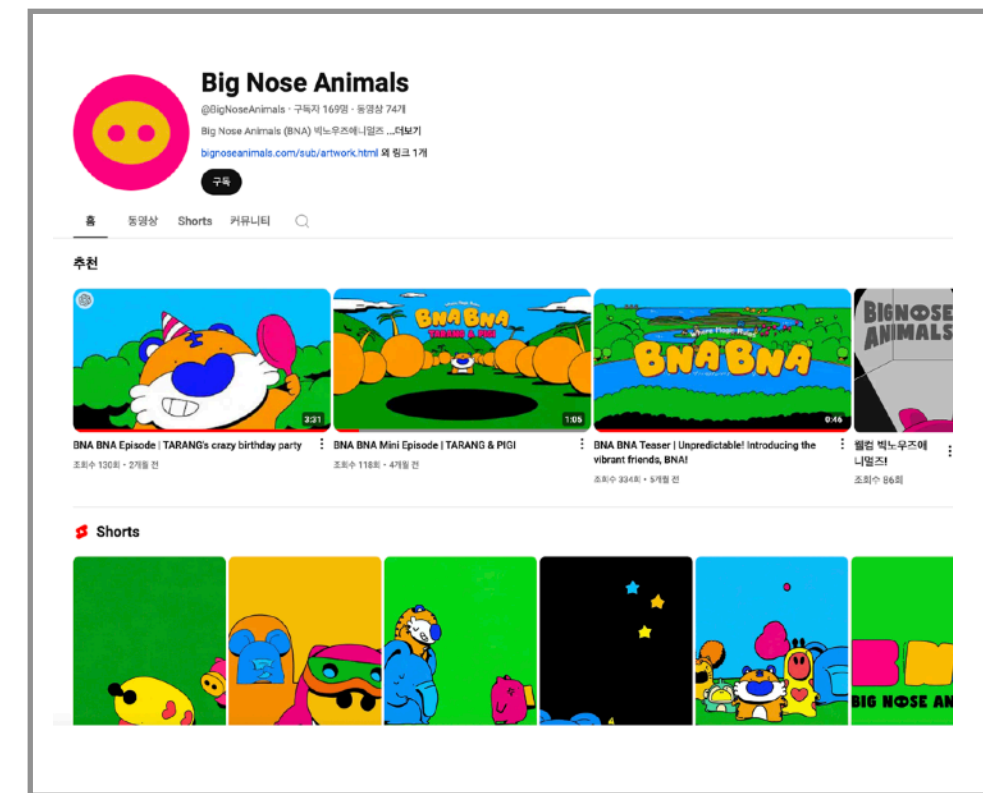 Big Nose Animals
@BigNoseAnimals · 구독자 169명 · 동영상 74개
Big Nose Animals (BNA) 빅노우즈애니멀즈 ...더보기
bignoseanimals.com/sub/artwork.html 외 링크 1개
구독
홈 동영상 Shorts 커뮤니티
추천
BNA BNA
TARANG & PIGI
Where Magic Rules!
BNA BNA
BIGNOSE
ANIMALS
3:31
1:05
0:46
BNA BNA Episode | TARANG's crazy birthday party
조회수 130회 · 2개월 전
BNA BNA Mini Episode | TARANG & PIGI
조회수 118회 · 4개월 전
BNA BNA Teaser | Unpredictable! Introducing the
vibrant friends, BNA!
조회수 334회 · 5개월 전
웰컴 빅노우즈애
니멀즈!
조회수 86회
Shorts
BIG NOSE AN